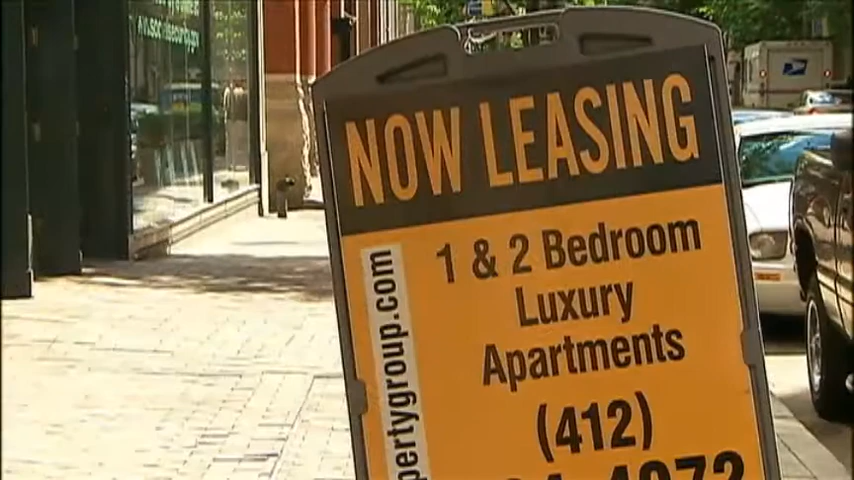 NOW LEASING
1 & 2 Bedroom
Luxury
Apartments
(412)
pertygroup.com